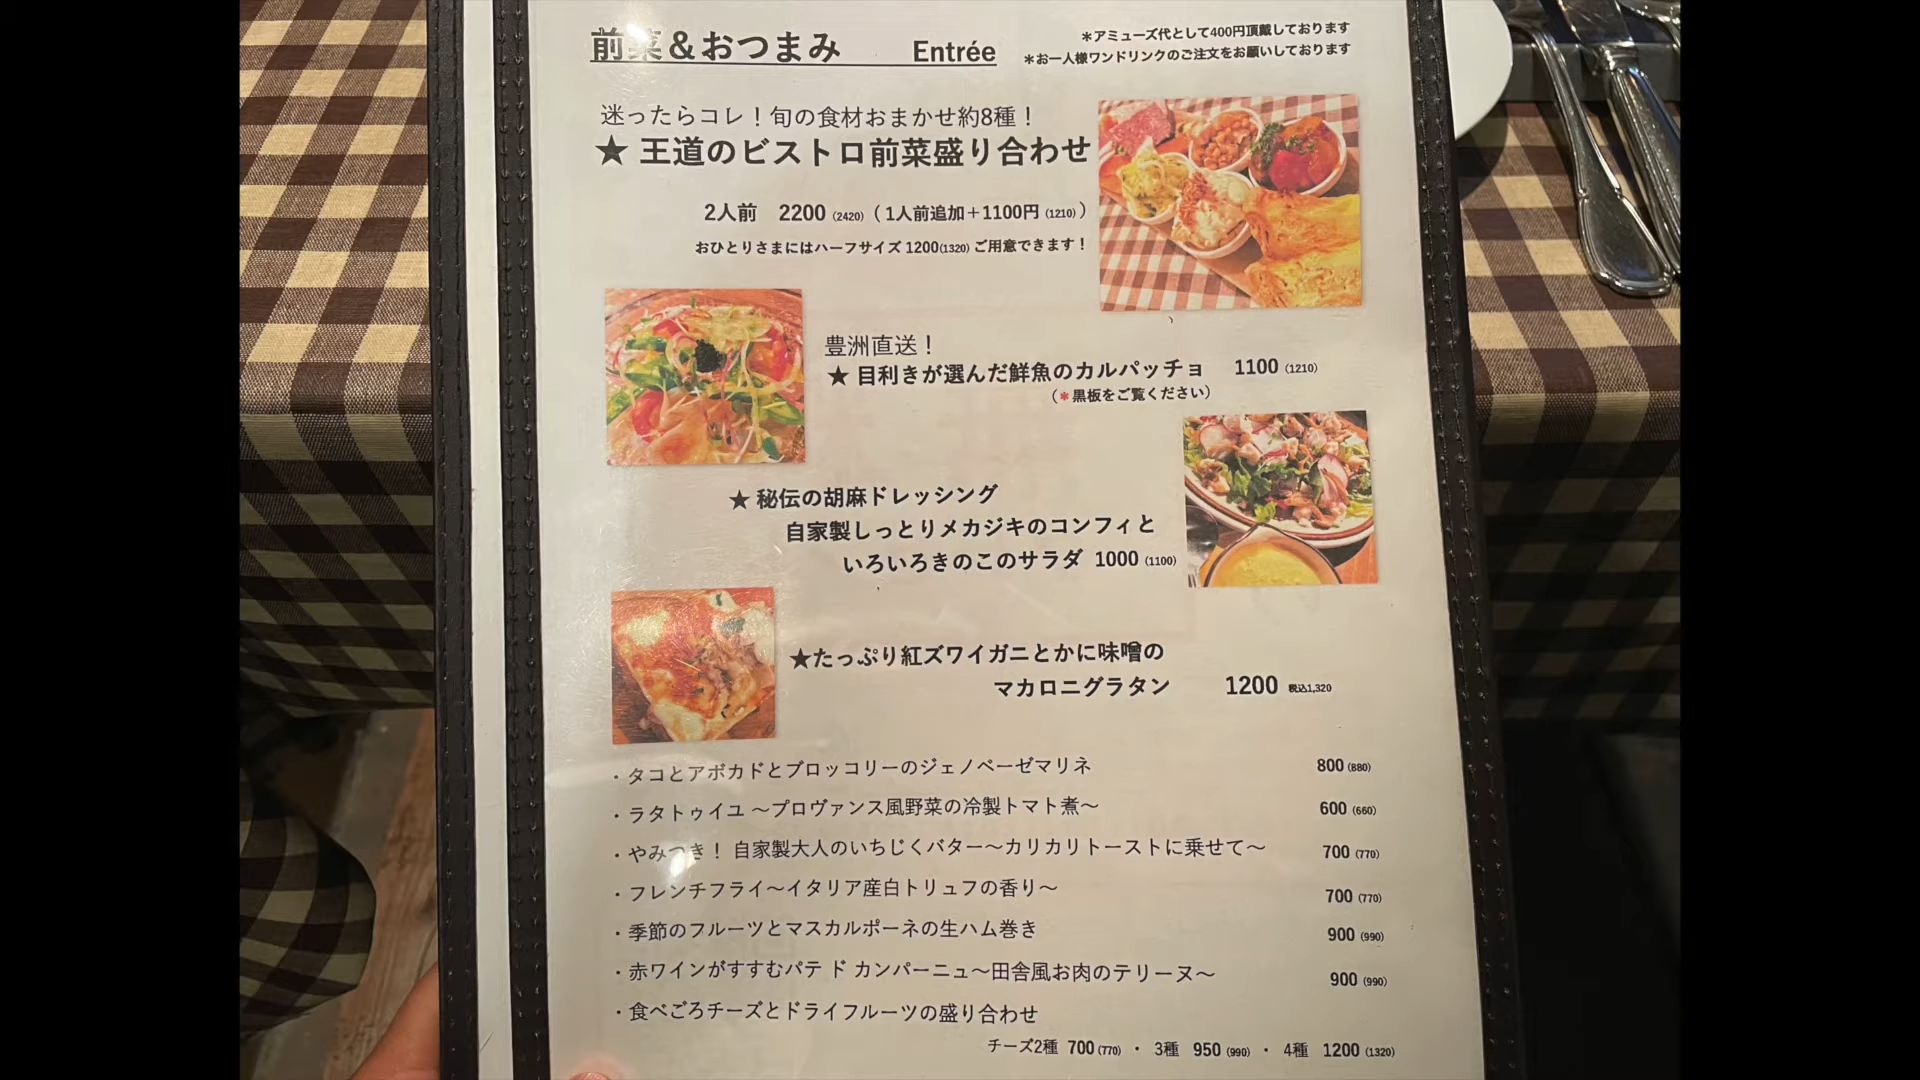 前菜＆おつまみ Entrée
＊アミューズ代として400円頂戴しております
＊お一人様ワンドリンクのご注文をお願いしております
迷ったらコレ！旬の食材おまかせ約8種！
★ 王道のビストロ前菜盛り合わせ
2人前 2200 (2420) （1人前追加＋1100円 (1210)）
おひとりさまにはハーフサイズ 1200(1320) ご用意できます！
豊洲直送！
★ 目利きが選んだ鮮魚のカルパッチョ 1100 (1210)
（＊黒板をご覧ください）
★ 秘伝の胡麻ドレッシング
自家製しっとりメカジキのコンフィと
いろいろきのこのサラダ 1000 (1100)
★たっぷり紅ズワイガニとかに味噌の
マカロニグラタン 1200 税込1,320
・タコとアボカドとブロッコリーのジェノベーゼマリネ 800 (880)
・ラタトゥイユ ～プロヴァンス風野菜の冷製トマト煮～ 600 (660)
・やみつき！ 自家製大人のいちじくバター～カリカリトーストに乗せて～ 700 (770)
・フレンチフライ～イタリア産白トリュフの香り～ 700 (770)
・季節のフルーツとマスカルポーネの生ハム巻き 900 (990)
・赤ワインがすすむパテ ド カンパーニュ～田舎風お肉のテリーヌ～ 900 (990)
・食べごろチーズとドライフルーツの盛り合わせ
チーズ2種 700 (770) ・ 3種 950 (990) ・ 4種 1200 (1320)